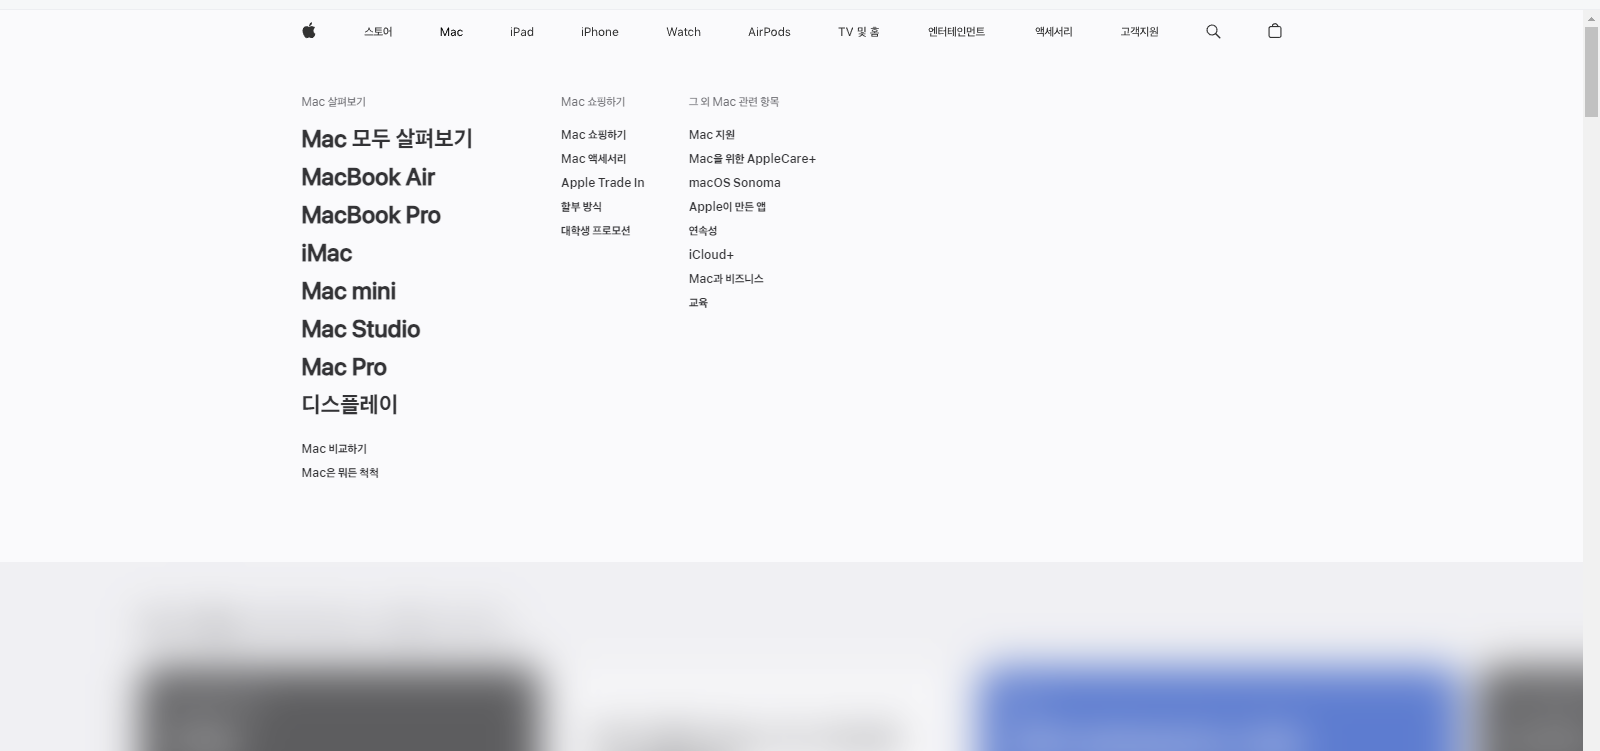 스토어 Mac iPad iPhone Watch AirPods TV 및 홈 엔터테인먼트 액세서리 고객지원
Mac 살펴보기
Mac 모두 살펴보기
MacBook Air
MacBook Pro
iMac
Mac mini
Mac Studio
Mac Pro
디스플레이
Mac 비교하기
Mac은 뭐든 척척
Mac 쇼핑하기
Mac 쇼핑하기
Mac 액세서리
Apple Trade In
할부 방식
대학생 프로모션
그 외 Mac 관련 항목
Mac 지원
Mac을 위한 AppleCare+
macOS Sonoma
Apple이 만든 앱
연속성
iCloud+
Mac과 비즈니스
교육